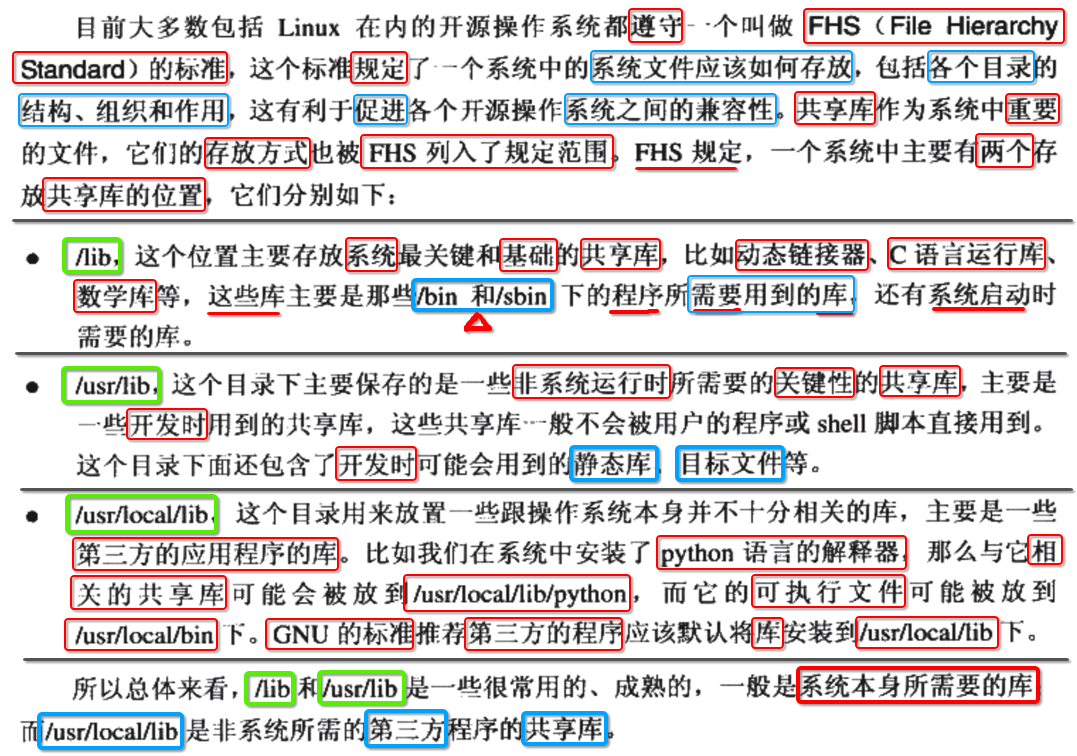 目前大多数包括 Linux 在内的开源操作系统都遵守一个叫做 FHS（File Hierarchy
Standard）的标准，这个标准规定了一个系统中的系统文件应该如何存放，包括各个目录的
结构、组织和作用，这有利于促进各个开源操作系统之间的兼容性。共享库作为系统中重要
的文件，它们的存放方式也被 FHS 列入了规定范围。FHS 规定，一个系统中主要有两个存
放共享库的位置，它们分别如下：
● /lib，这个位置主要存放系统最关键和基础的共享库，比如动态链接器、C 语言运行库、
数学库等，这些库主要是那些/bin 和/sbin 下的程序所需要用到的库，还有系统启动时
需要的库。
● /usr/lib，这个目录下主要保存的是一些非系统运行时所需要的关键性的共享库，主要是
一些开发时用到的共享库，这些共享库一般不会被用户的程序或 shell 脚本直接用到。
这个目录下面还包含了开发时可能会用到的静态库、目标文件等。
● /usr/local/lib，这个目录用来放置一些跟操作系统本身并不十分相关的库，主要是一些
第三方的应用程序的库。比如我们在系统中安装了 python 语言的解释器，那么与它相
关的共享库可能会被放到/usr/local/lib/python，而它的可执行文件可能被放到
/usr/local/bin 下。GNU 的标准推荐第三方的程序应该默认将库安装到/usr/local/lib 下。
所以总体来看，/lib 和/usr/lib 是一些很常用的、成熟的，一般是系统本身所需要的库
而/usr/local/lib 是非系统所需的第三方程序的共享库。